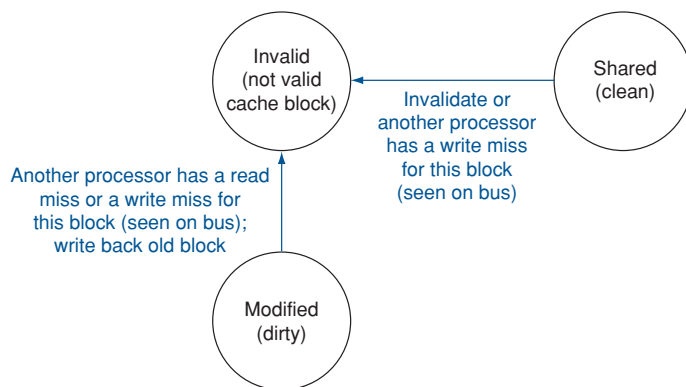 Invalid
(not valid
cache block)
Shared
(clean)
Invalidate or
another processor
has a write miss
for this block
(seen on bus)
Another processor has a read
miss or a write miss for
this block (seen on bus);
write back old block
Modified
(dirty)